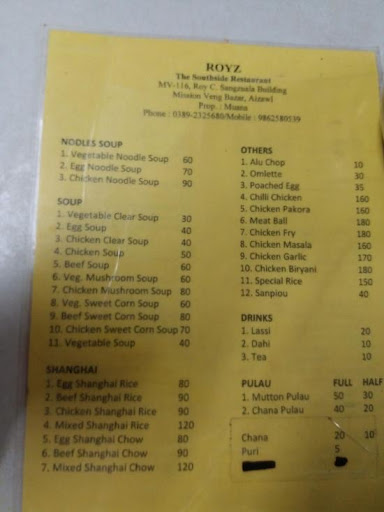 ROYZ
The Southside Restaurant
MV-116, Roy C. Sangzuala Building
Mission Veng Bazar, Aizawl
Prop. : Muana
Phone : 0389-2325680/Mobile : 9862580539
NODLES SOUP
1. Vegetable Noodle Soup 60
2. Egg Noodle Soup 70
3. Chicken Noodle Soup 90
SOUP
1. Vegetable Clear Soup 30
2. Egg Soup 40
3. Chicken Clear Soup 40
4. Chicken Soup 50
5. Beef Soup 60
6. Veg. Mushroom Soup 60
7. Chicken Mushroom Soup 80
8. Veg. Sweet Corn Soup 60
9. Beef Sweet Corn Soup 80
10. Chicken Sweet Corn Soup 70
11. Vegetable Soup 40
SHANGHAI
1. Egg Shanghai Rice 80
2. Beef Shanghai Rice 90
3. Chicken Shanghai Rice 90
4. Mixed Shanghai Rice 120
5. Egg Shanghai Chow 80
6. Beef Shanghai Chow 90
7. Mixed Shanghai Chow 120
OTHERS
1. Alu Chop 10
2. Omlette 30
3. Poached Egg 35
4. Chilli Chicken 160
5. Chicken Pakora 160
6. Meat Ball 180
7. Chicken Fry 180
8. Chicken Masala 160
9. Chicken Garlic 170
10. Chicken Biryani 180
11. Special Rice 150
12. Sanpiou 40
DRINKS
1. Lassi 20
2. Dahi 10
3. Tea 10
PULAU FULL HALF
1. Mutton Pulau 50 30
2. Chana Pulau 40 20
Chana 20 10
Puri 5